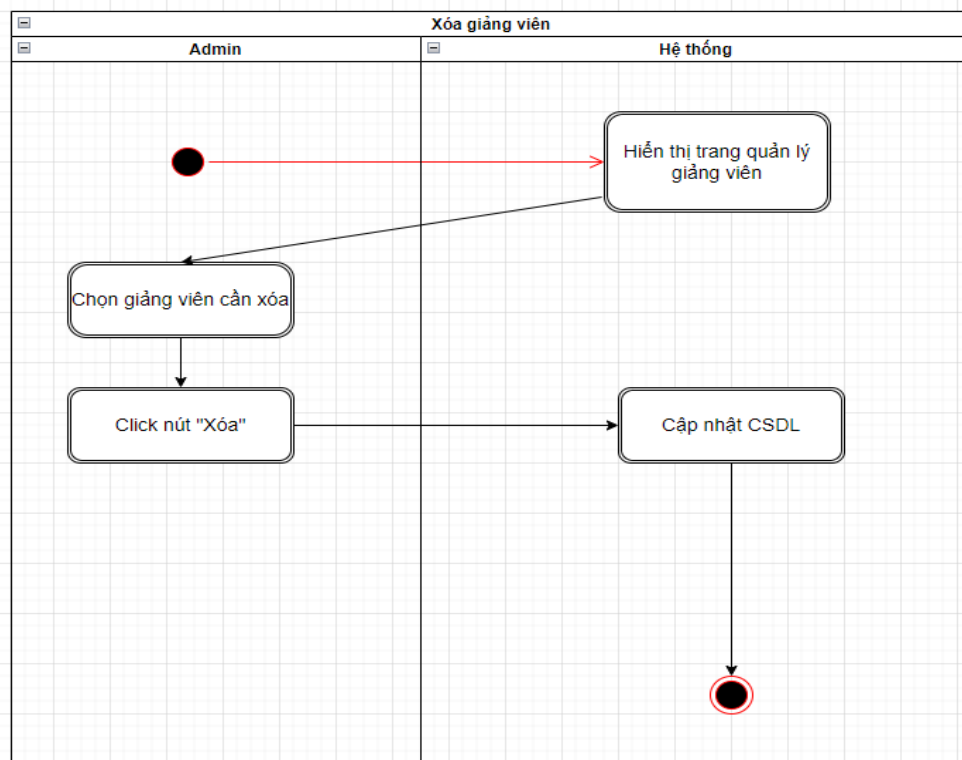 Xóa giảng viên
Admin
Hệ thống
Hiển thị trang quản lý
giảng viên
Chọn giảng viên cần xóa
Click nút "Xóa"
Cập nhật CSDL